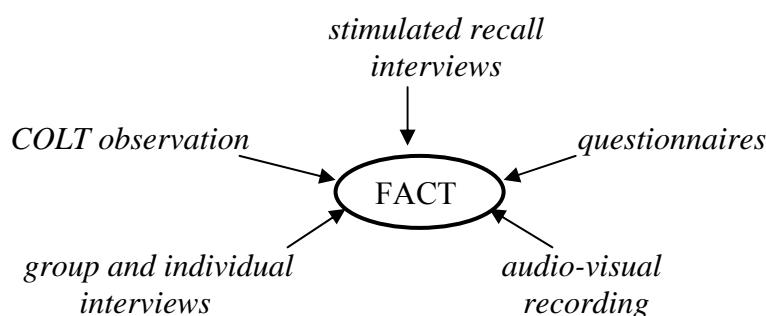 stimulated recall
interviews
COLT observation
questionnaires
FACT
group and individual
interviews
audio-visual
recording